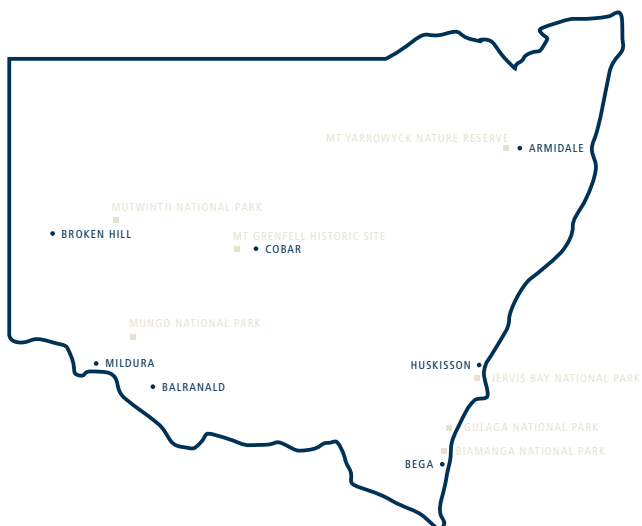 MT YARROWYCK NATURE RESERVE
ARMIDALE
MUTWINTJI NATIONAL PARK
BROKEN HILL
MT GRENFELL HISTORIC SITE
COBAR
MUNGO NATIONAL PARK
MILDURA
BALRANALD
HUSKISSON
JERVIS BAY NATIONAL PARK
GULAGA NATIONAL PARK
BIAMANGA NATIONAL PARK
BEGA